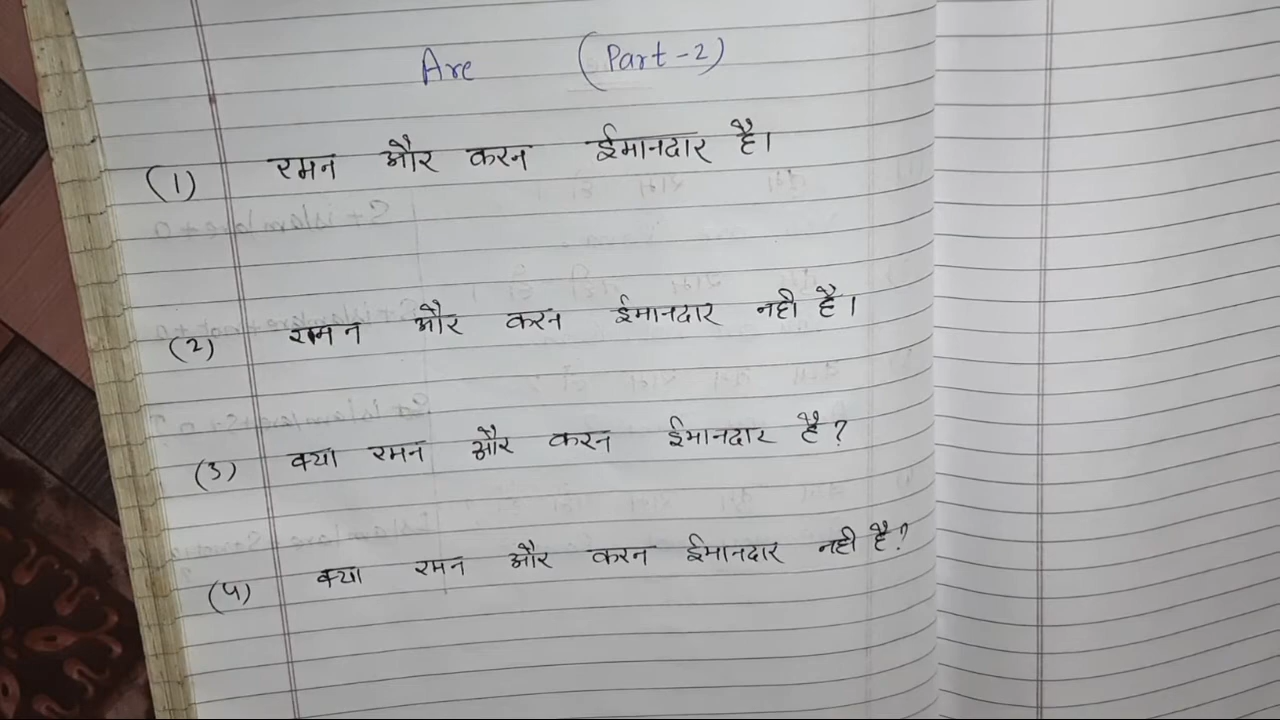 Are (Part-2)
(1) रमन और करन ईमानदार है।
(2) रामन और करन ईमानदार नही है।
(3) क्या रमन और करन ईमानदार है?
(4) क्या रमन और करन ईमानदार नही है?